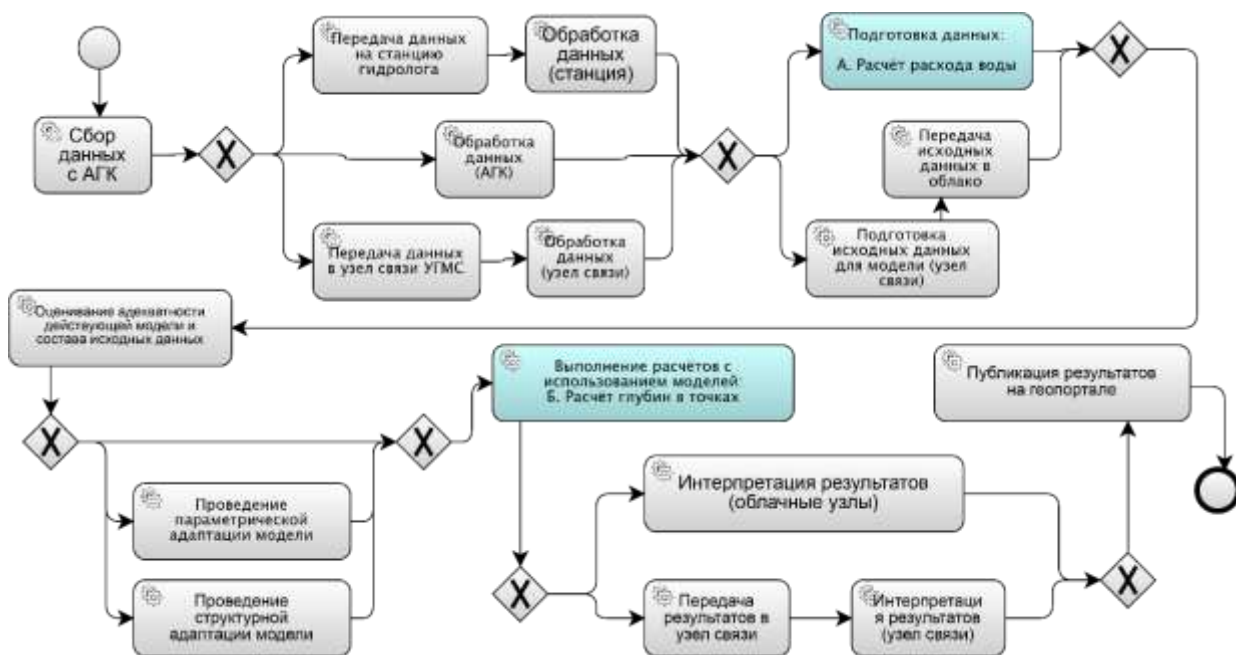 Сбор
данных
с АГК
Передача данных
на станцию
гидролога
Обработка
данных
(станция)
Обработка
данных
(АГК)
Передача данных
в узел связи УГМС
Обработка
данных
(узел связи)
Подготовка данных:
А. Расчёт расхода воды
Передача
исходных
данных в
облако
Подготовка
исходных данных
для модели (узел
связи)
Оценивание адекватности
действующей модели и
состава исходных данных
Проведение
параметрической
адаптации модели
Проведение
структурной
адаптации модели
Выполнение расчётов с
использованием моделей:
Б. Расчёт глубин в точках
Интерпретация результатов
(облачные узлы)
Передача
результатов в
узел связи
Интерпретаци
я результатов
(узел связи)
Публикация результатов
на геопортале